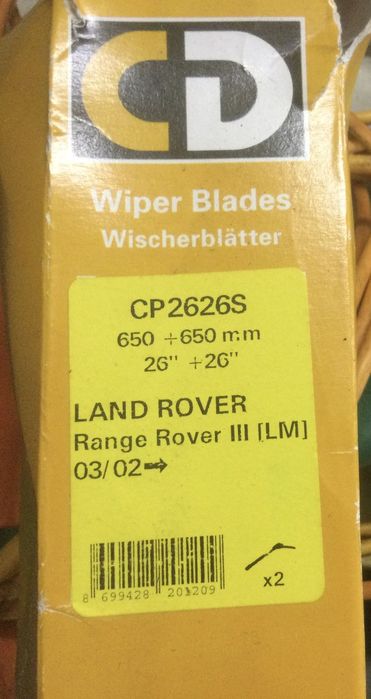 CD
Wiper Blades
Wischerblätter
CP2626S
650 + 650 mm
26" + 26"
LAND ROVER
Range Rover III [LM]
03/02➡
x2
8 699428 201209